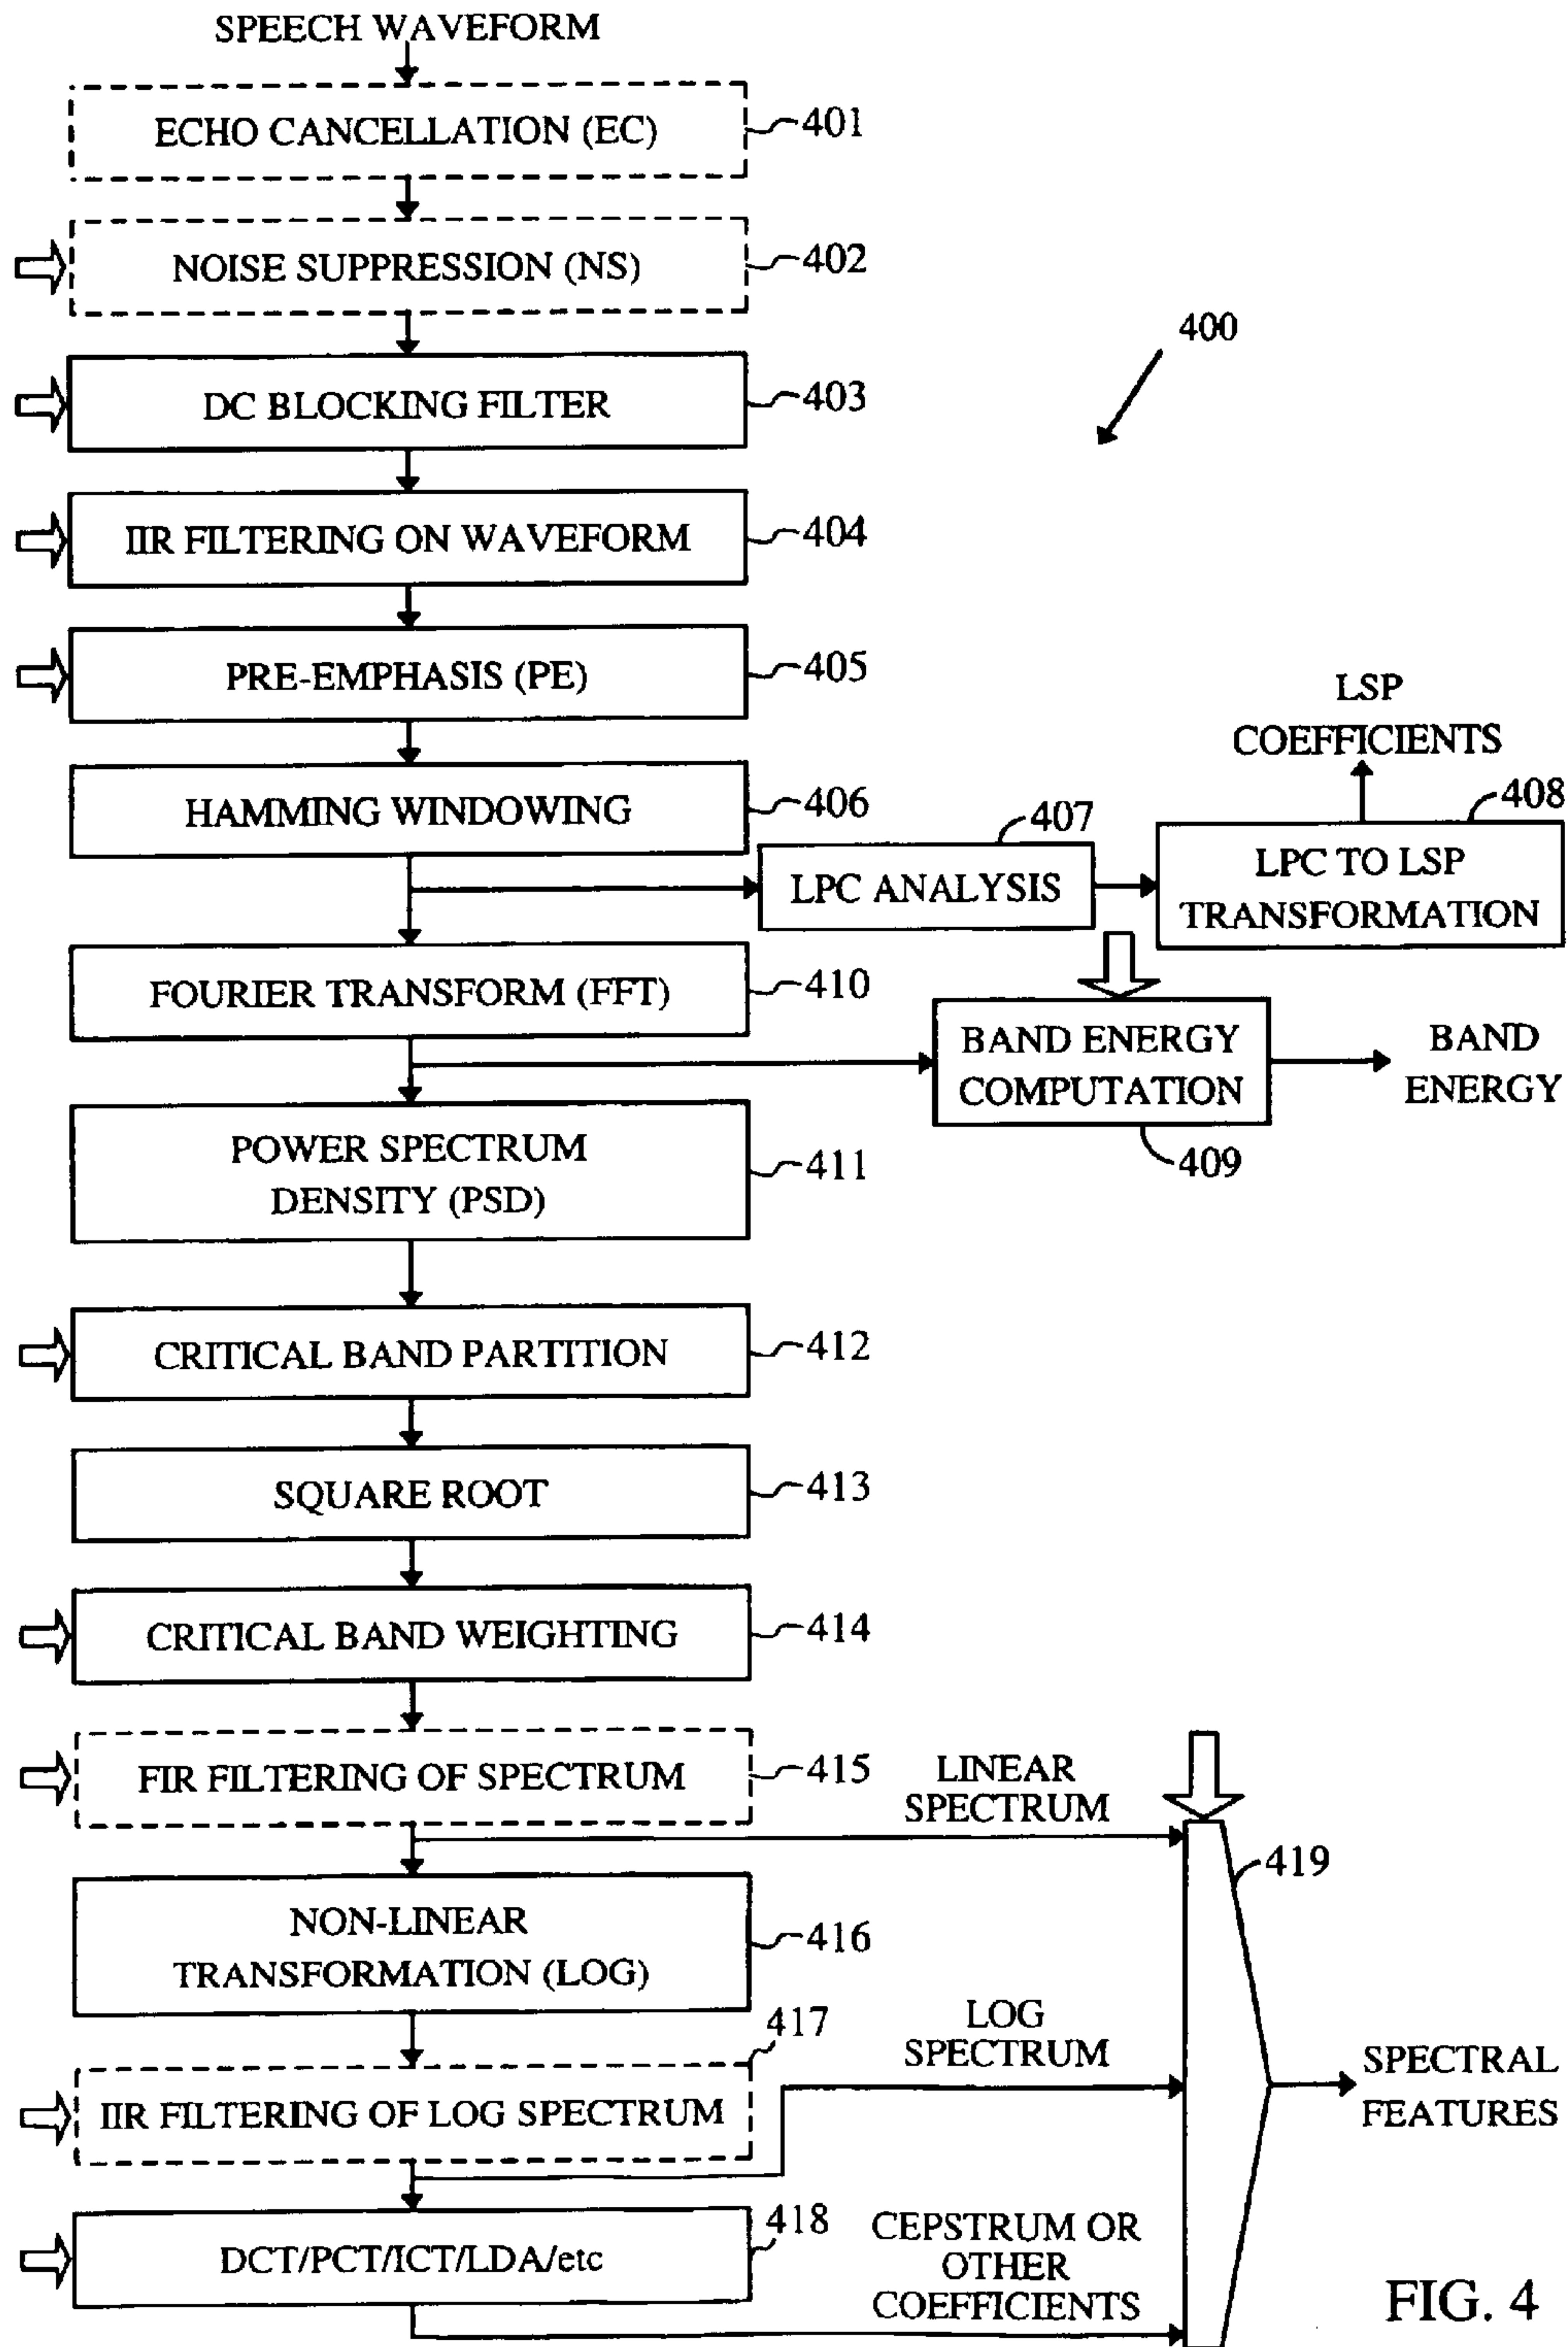 SPEECH WAVEFORM
ECHO CANCELLATION (EC)
401
NOISE SUPPRESSION (NS)
402
400
DC BLOCKING FILTER
403
IIR FILTERING ON WAVEFORM
404
PRE-EMPHASIS (PE)
405
LSP
COEFFICIENTS
HAMMING WINDOWING
406
407
408
LPC ANALYSIS
LPC TO LSP
TRANSFORMATION
FOURIER TRANSFORM (FFT)
410
BAND ENERGY
COMPUTATION
409
BAND
ENERGY
POWER SPECTRUM
DENSITY (PSD)
411
CRITICAL BAND PARTITION
412
SQUARE ROOT
413
CRITICAL BAND WEIGHTING
414
FIR FILTERING OF SPECTRUM
415
LINEAR
SPECTRUM
419
NON-LINEAR
TRANSFORMATION (LOG)
416
417
LOG
SPECTRUM
IIR FILTERING OF LOG SPECTRUM
SPECTRAL
FEATURES
DCT/PCT/ICT/LDA/etc
418
CEPSTRUM OR
OTHER
COEFFICIENTS
FIG. 4